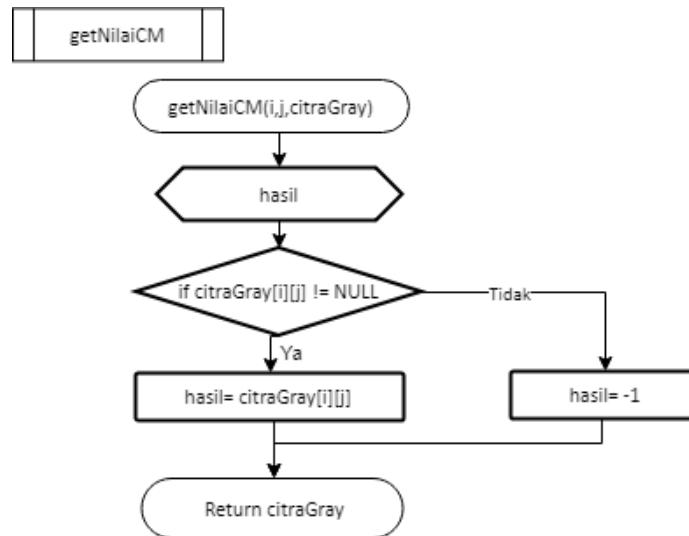 getNilaiCM
getNilaiCM(i,j,citraGray)
hasil
if citraGray[i][j] != NULL
Tidak
Ya
hasil= citraGray[i][j]
hasil= -1
Return citraGray